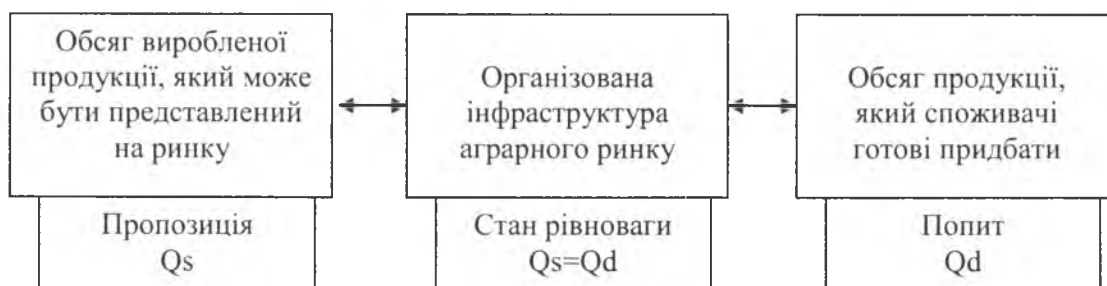 Обсяг виробленої
продукції, який може
бути представлений
на ринку
Пропозиція
Qs
Організована
інфраструктура
аграрного ринку
Стан рівноваги
Qs=Qd
Обсяг продукції,
який споживачі
готові придбати
Попит
Qd